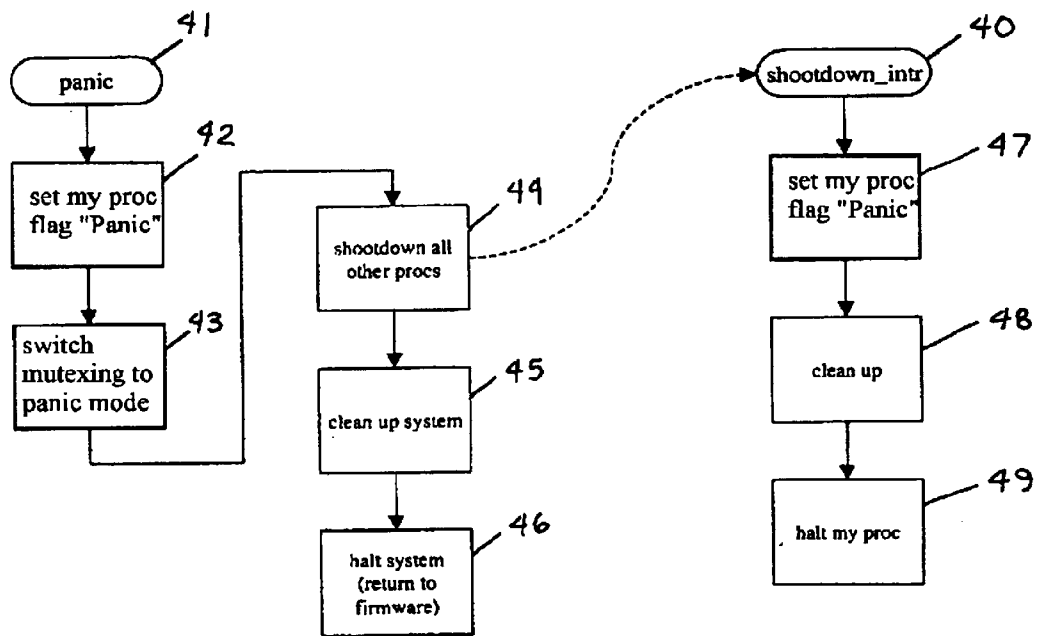 41
panic
42
set my proc
flag "Panic"
43
switch
mutexing to
panic mode
44
shootdown all
other procs
45
clean up system
46
halt system
(return to
firmware)
40
shootdown_intr
47
set my proc
flag "Panic"
48
clean up
49
halt my proc